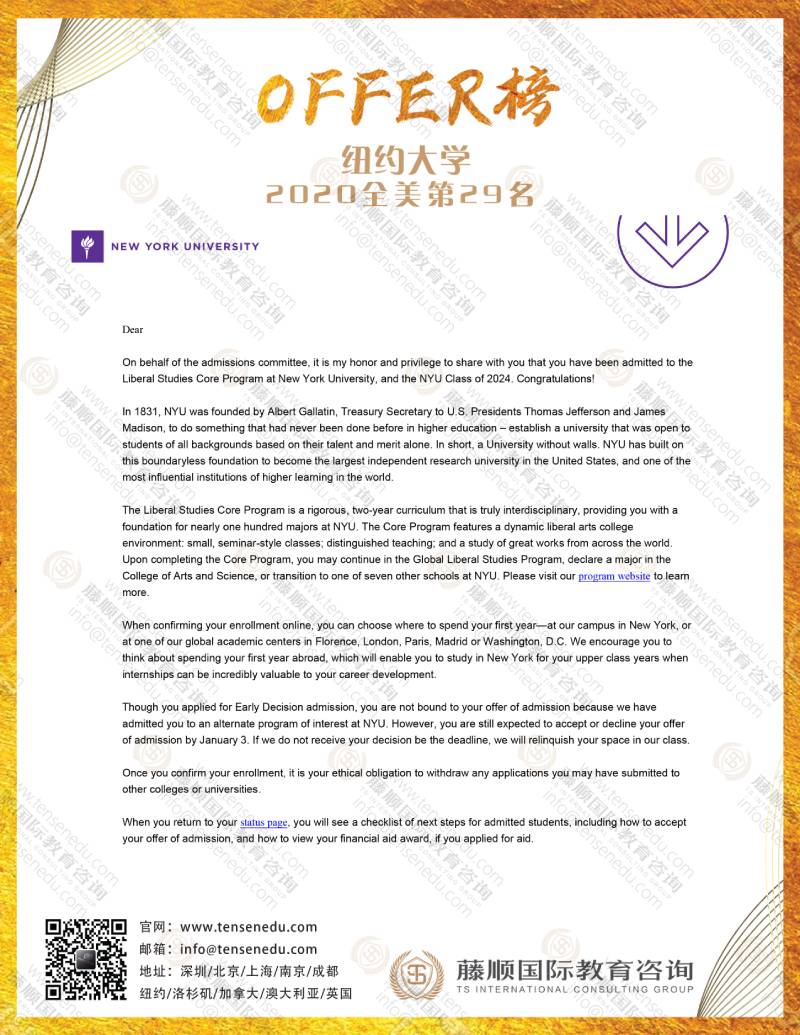 OFFER榜
纽约大学
2020全美第29名
NEW YORK UNIVERSITY
Dear
On behalf of the admissions committee, it is my honor and privilege to share with you that you have been admitted to the
Liberal Studies Core Program at New York University, and the NYU Class of 2024. Congratulations!
In 1831, NYU was founded by Albert Gallatin, Treasury Secretary to U.S. Presidents Thomas Jefferson and James
Madison, to do something that had never been done before in higher education – establish a university that was open to
students of all backgrounds based on their talent and merit alone. In short, a University without walls. NYU has built on
this boundaryless foundation to become the largest independent research university in the United States, and one of the
most influential institutions of higher learning in the world.
The Liberal Studies Core Program is a rigorous, two-year curriculum that is truly interdisciplinary, providing you with a
foundation for nearly one hundred majors at NYU. The Core Program features a dynamic liberal arts college
environment: small, seminar-style classes; distinguished teaching; and a study of great works from across the world.
Upon completing the Core Program, you may continue in the Global Liberal Studies Program, declare a major in the
College of Arts and Science, or transition to one of seven other schools at NYU. Please visit our program website to learn
more.
When confirming your enrollment online, you can choose where to spend your first year—at our campus in New York, or
at one of our global academic centers in Florence, London, Paris, Madrid or Washington, D.C. We encourage you to
think about spending your first year abroad, which will enable you to study in New York for your upper class years when
internships can be incredibly valuable to your career development.
Though you applied for Early Decision admission, you are not bound to your offer of admission because we have
admitted you to an alternate program of interest at NYU. However, you are still expected to accept or decline your offer
of admission by January 3. If we do not receive your decision be the deadline, we will relinquish your space in our class.
Once you confirm your enrollment, it is your ethical obligation to withdraw any applications you may have submitted to
other colleges or universities.
When you return to your status page, you will see a checklist of next steps for admitted students, including how to accept
your offer of admission, and how to view your financial aid award, if you applied for aid.
官网：www.tensenedu.com
邮箱：info@tensenedu.com
地址：深圳/北京/上海/南京/成都
纽约/洛杉矶/加拿大/澳大利亚/英国
藤顺国际教育咨询
TS INTERNATIONAL CONSULTING GROUP